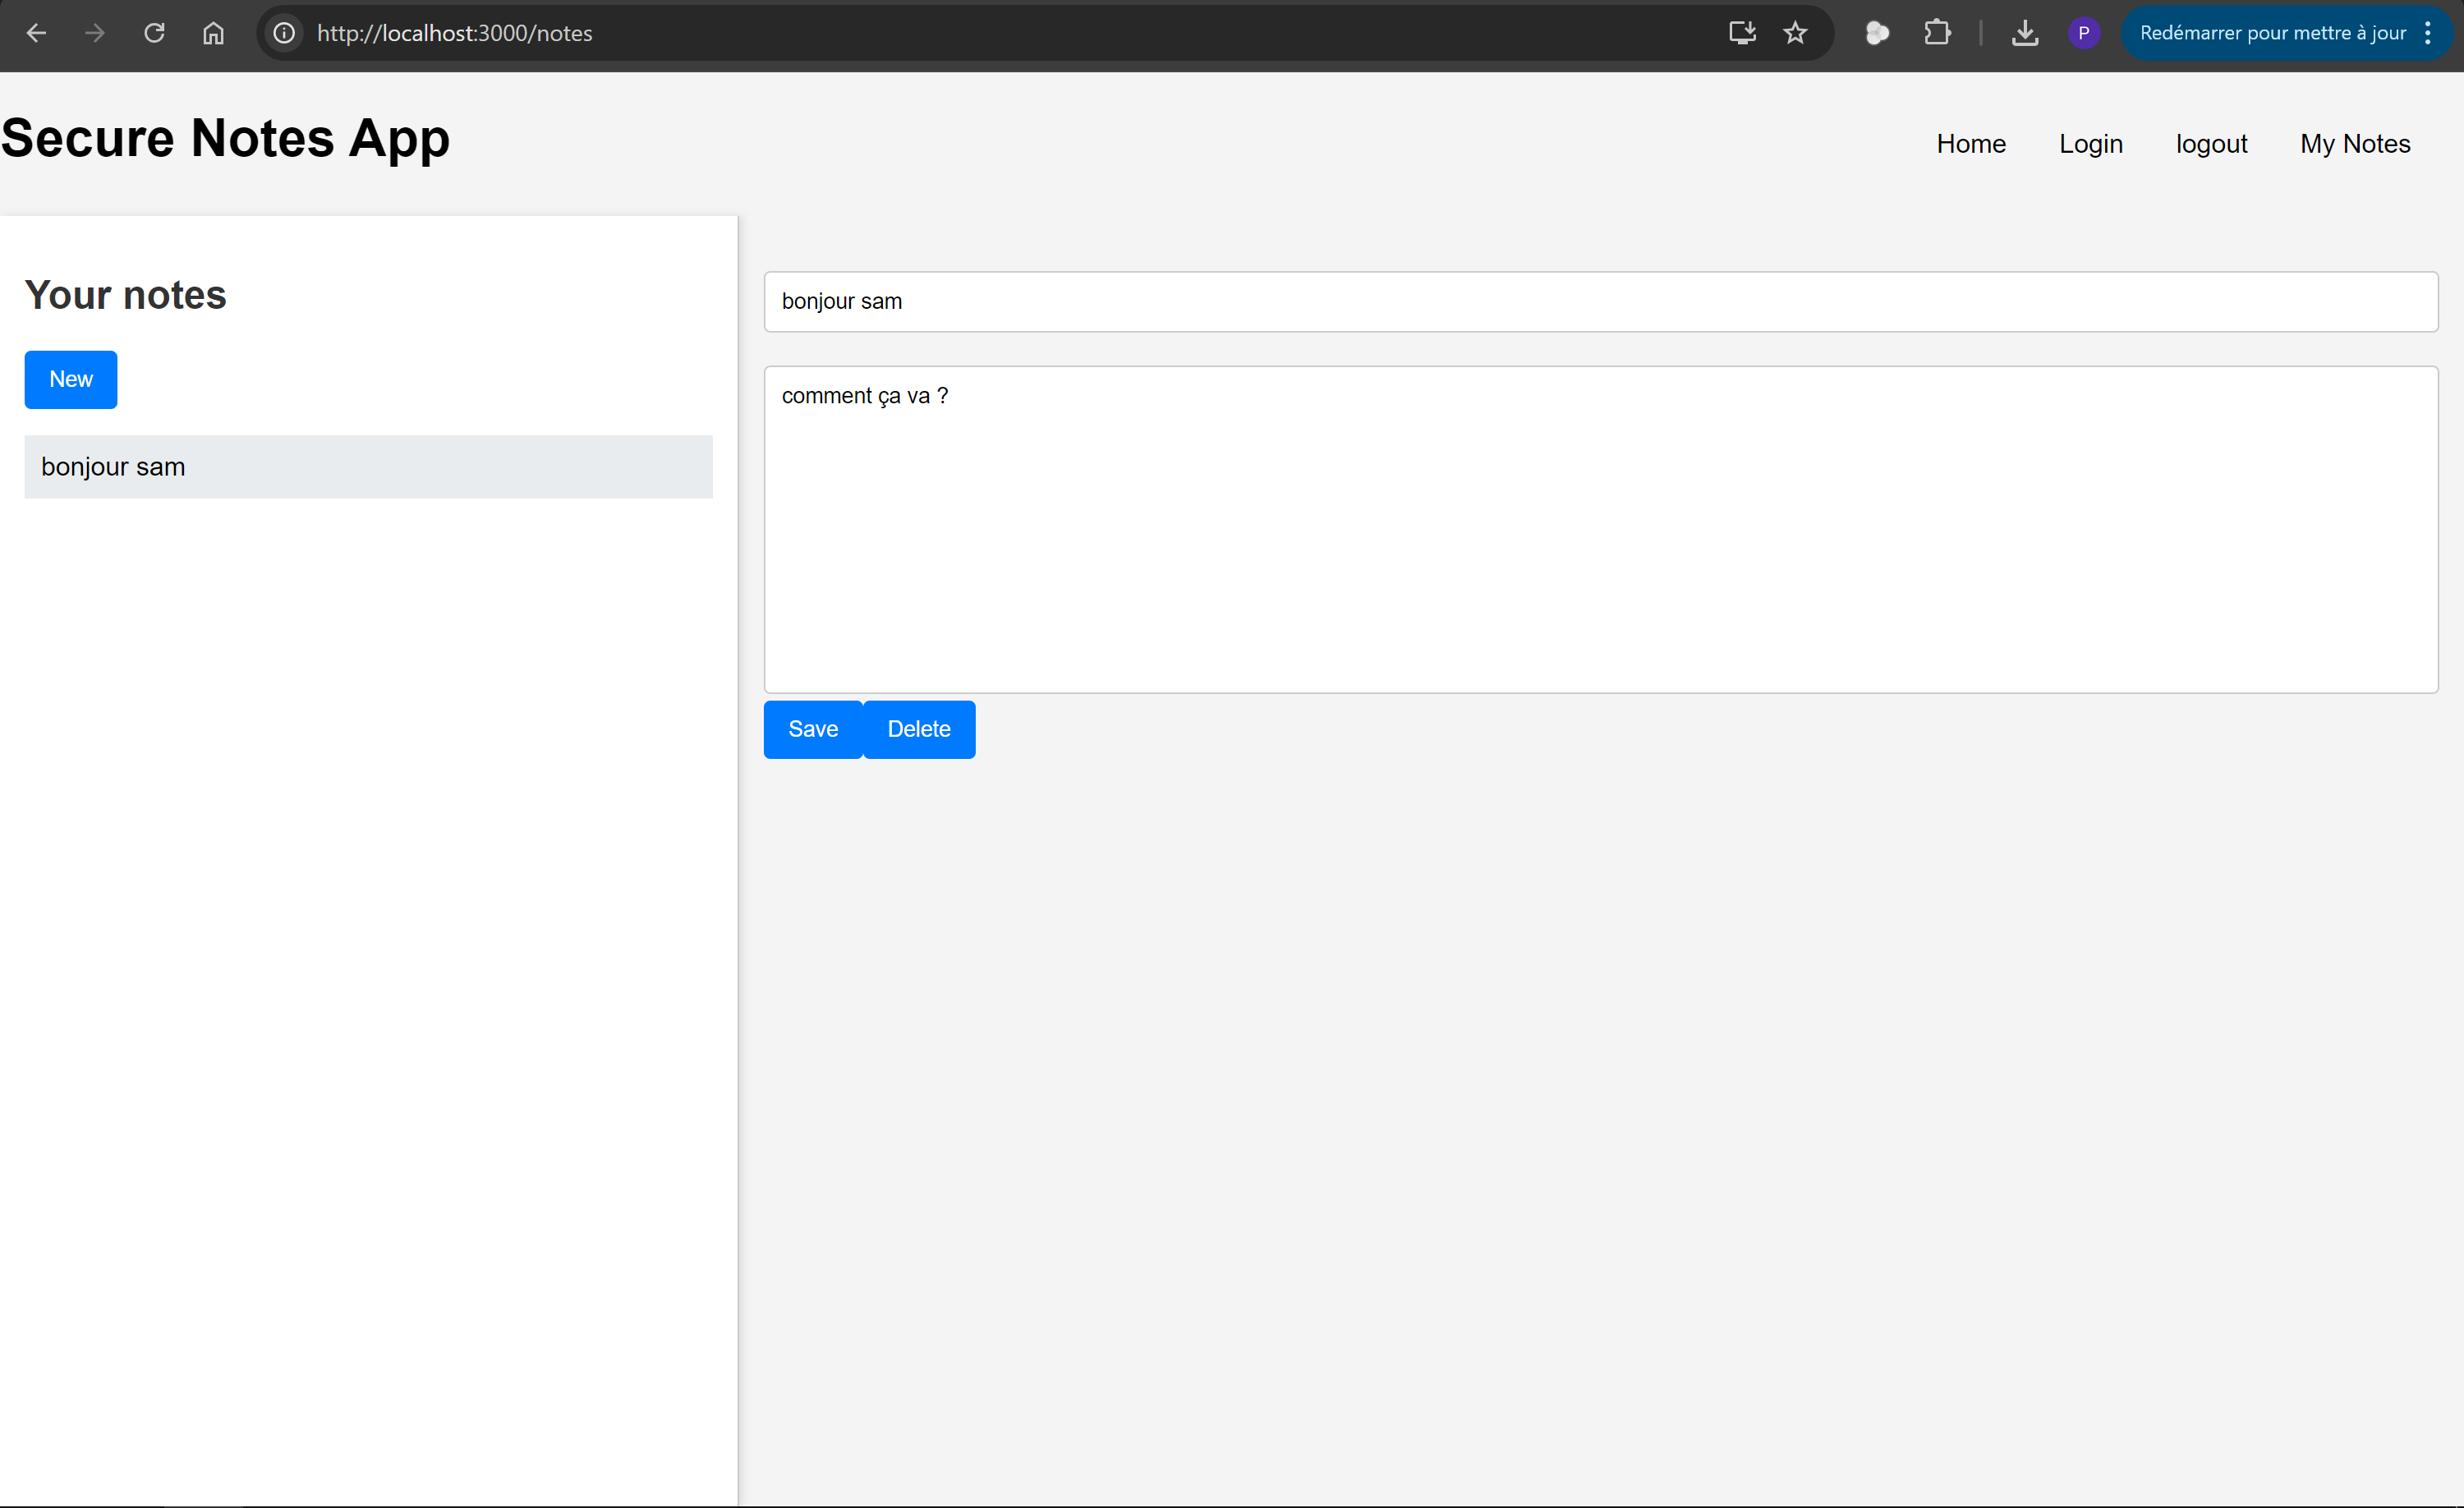 http://localhost:3000/notes
P
Redémarrer pour mettre à jour
Secure Notes App
Home Login logout My Notes
Your notes
New
bonjour sam
bonjour sam
comment ça va ?
Save Delete